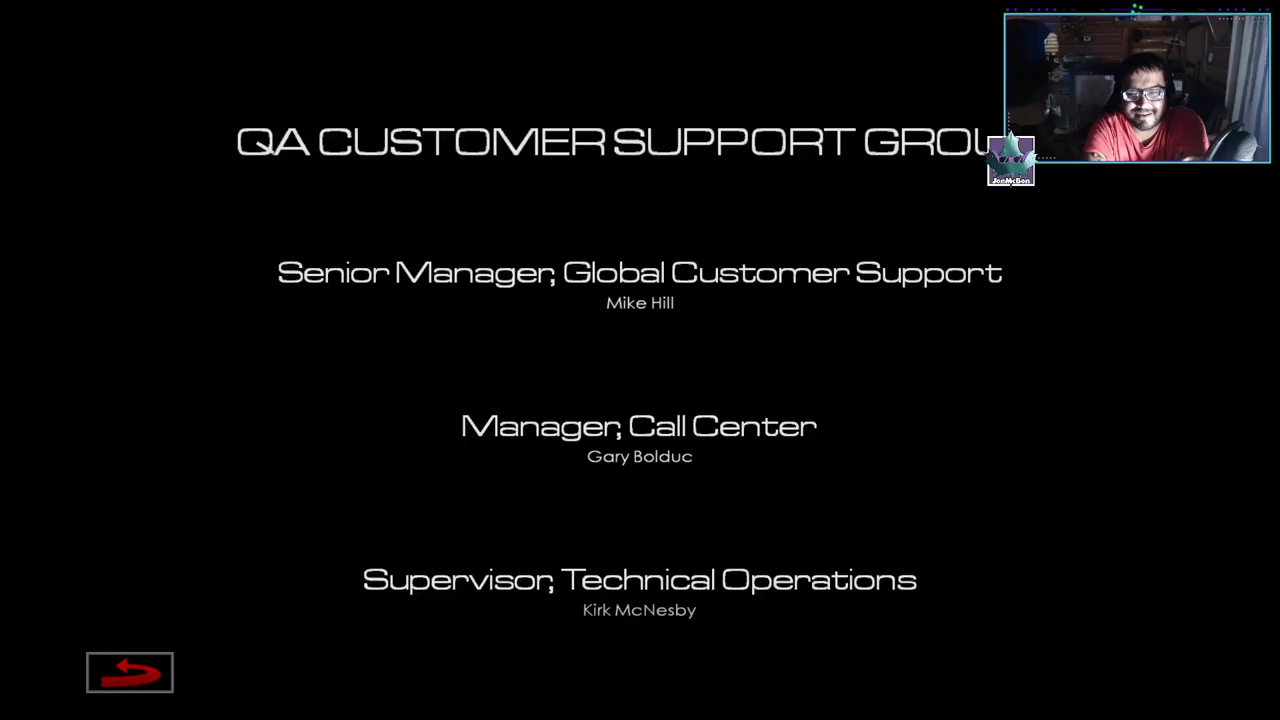 QA CUSTOMER SUPPORT GROU
JonMcBon
Senior Manager, Global Customer Support
Mike Hill
Manager, Call Center
Gary Bolduc
Supervisor, Technical Operations
Kirk McNesby